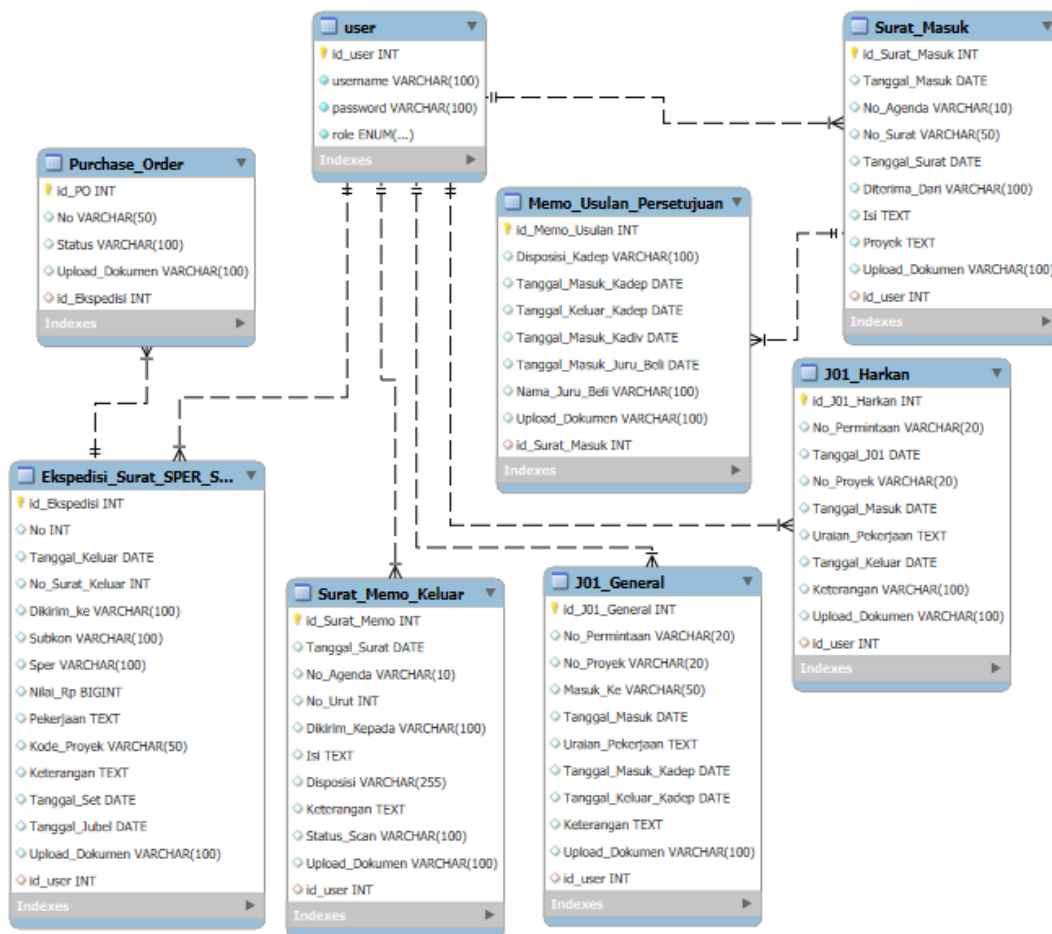 user
id_user INT
username VARCHAR(100)
password VARCHAR(100)
role ENUM(...)
Indexes
Surat_Masuk
id_Surat_Masuk INT
Tanggal_Masuk DATE
No_Agenda VARCHAR(10)
No_Surat VARCHAR(50)
Tanggal_Surat DATE
Diterima_Dari VARCHAR(100)
Isi TEXT
Proyek TEXT
Upload_Dokumen VARCHAR(100)
id_user INT
Indexes
Purchase_Order
id_PO INT
No VARCHAR(50)
Status VARCHAR(100)
Upload_Dokumen VARCHAR(100)
id_Ekspedisi INT
Indexes
Memo_Usulan_Persetujuan
id_Memo_Usulan INT
Disposisi_Kadep VARCHAR(100)
Tanggal_Masuk_Kadep DATE
Tanggal_Keluar_Kadep DATE
Tanggal_Masuk_Kadiv DATE
Tanggal_Masuk_Juru_Beli DATE
Nama_Juru_Beli VARCHAR(100)
Upload_Dokumen VARCHAR(100)
id_Surat_Masuk INT
Indexes
J01_Harkan
id_J01_Harkan INT
No_Permintaan VARCHAR(20)
Tanggal_J01 DATE
No_Proyek VARCHAR(20)
Tanggal_Masuk DATE
Uraian_Pekerjaan TEXT
Tanggal_Keluar DATE
Keterangan VARCHAR(100)
Upload_Dokumen VARCHAR(100)
id_user INT
Indexes
Ekspedisi_Surat_SPER_S...
id_Ekspedisi INT
No INT
Tanggal_Keluar DATE
No_Surat_Keluar INT
Dikirim_ke VARCHAR(100)
Subkon VARCHAR(100)
Sper VARCHAR(100)
Nilai_Rp BIGINT
Pekerjaan TEXT
Kode_Proyek VARCHAR(50)
Keterangan TEXT
Tanggal_Set DATE
Tanggal_Jubel DATE
Upload_Dokumen VARCHAR(100)
id_user INT
Indexes
Surat_Memo_Keluar
id_Surat_Memo INT
Tanggal_Surat DATE
No_Agenda VARCHAR(10)
No_Urut INT
Dikirim_Kepada VARCHAR(100)
Isi TEXT
Disposisi VARCHAR(255)
Keterangan TEXT
Status_Scan VARCHAR(100)
Upload_Dokumen VARCHAR(100)
id_user INT
Indexes
J01_General
id_J01_General INT
No_Permintaan VARCHAR(20)
No_Proyek VARCHAR(20)
Masuk_Ke VARCHAR(50)
Tanggal_Masuk DATE
Uraian_Pekerjaan TEXT
Tanggal_Masuk_Kadep DATE
Tanggal_Keluar_Kadep DATE
Keterangan TEXT
Upload_Dokumen VARCHAR(100)
id_user INT
Indexes